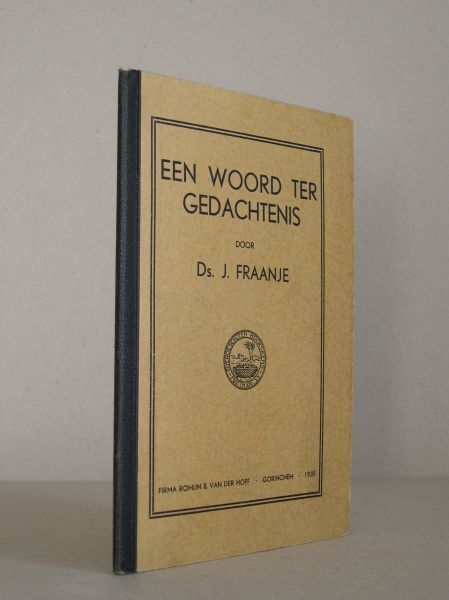 EEN WOORD TER
GEDACHTENIS
DOOR
Ds. J. FRAANJE
FIRMA ROMIJN & VAN DER HOFF - GORINCHEM - 1935